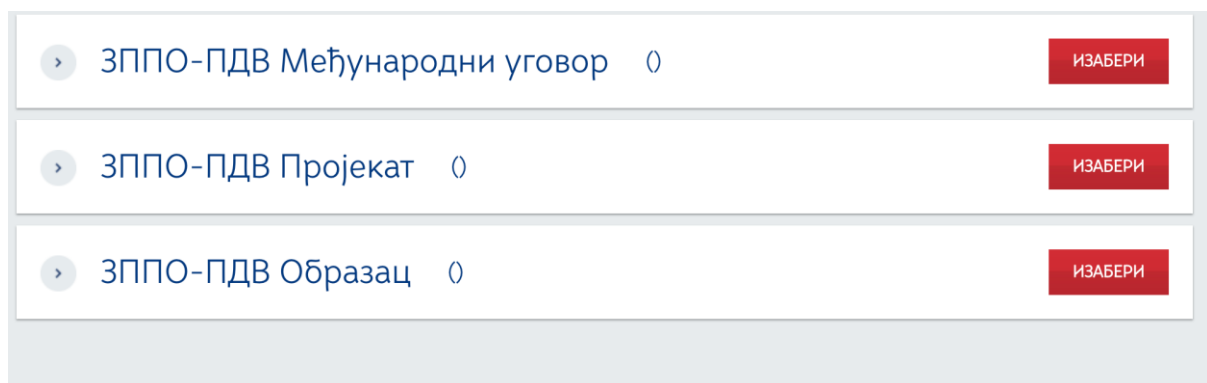 ЗППО-ПДВ Међународни уговор () ИЗАБЕРИ
ЗППО-ПДВ Пројекат () ИЗАБЕРИ
ЗППО-ПДВ Образац () ИЗАБЕРИ